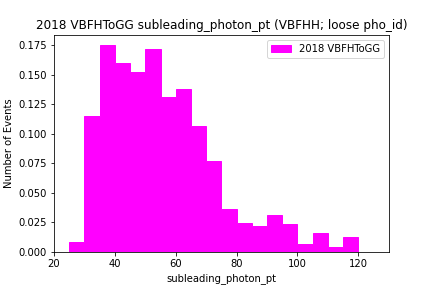 2018 VBFHToGG subleading_photon_pt (VBFHH; loose pho_id)
2018 VBFHToGG
Number of Events
0.175
0.150
0.125
0.100
0.075
0.050
0.025
0.000
20 40 60 80 100 120
subleading_photon_pt